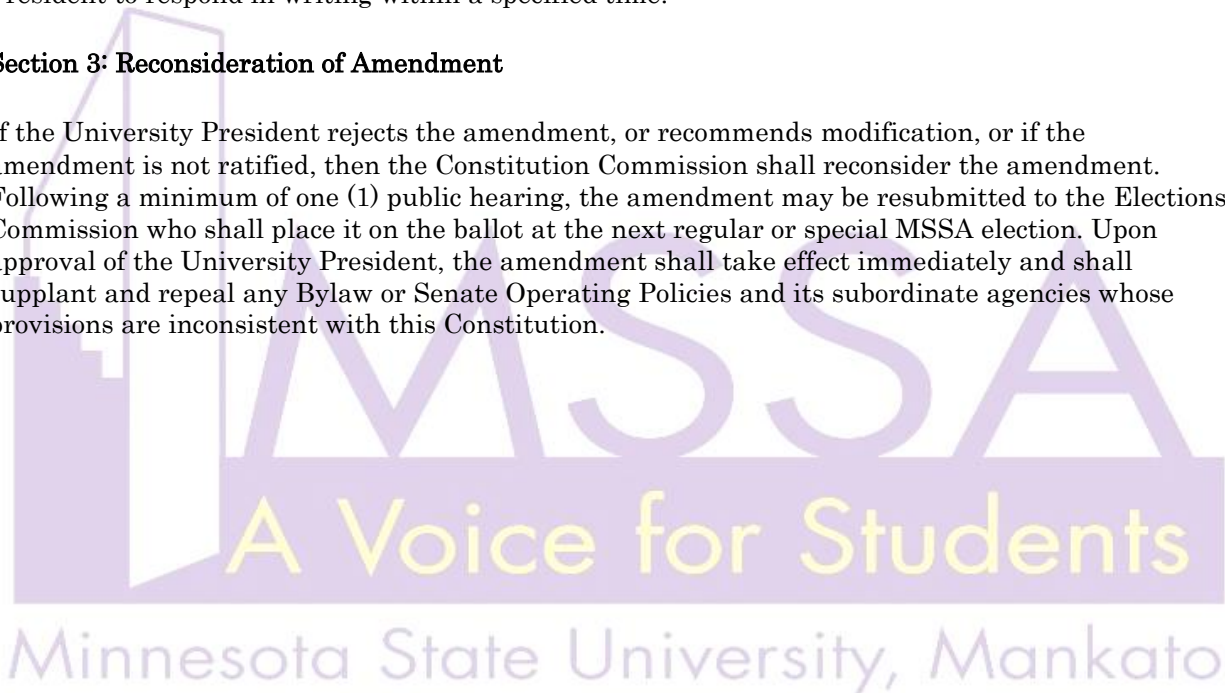 resident to respond in writing within a specified time.
Section 3: Reconsideration of Amendment
f the University President rejects the amendment, or recommends modification, or if the
mendment is not ratified, then the Constitution Commission shall reconsider the amendment.
Following a minimum of one (1) public hearing, the amendment may be resubmitted to the Elections
Commission who shall place it on the ballot at the next regular or special MSSA election. Upon
approval of the University President, the amendment shall take effect immediately and shall
upplant and repeal any Bylaw or Senate Operating Policies and its subordinate agencies whose
provisions are inconsistent with this Constitution.
MSSA
A Voice for Students
Minnesota State University, Mankato